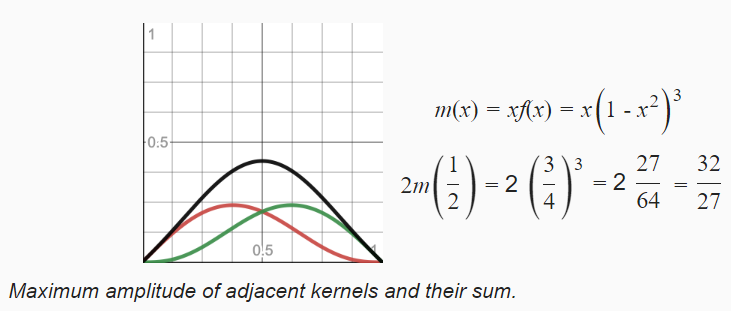 1
0.5
0.5
1
m(x) = xf(x) = x(1 - x²)³
2m(1/2) = 2 (3/4)³ = 2 27/64 = 32/27
Maximum amplitude of adjacent kernels and their sum.